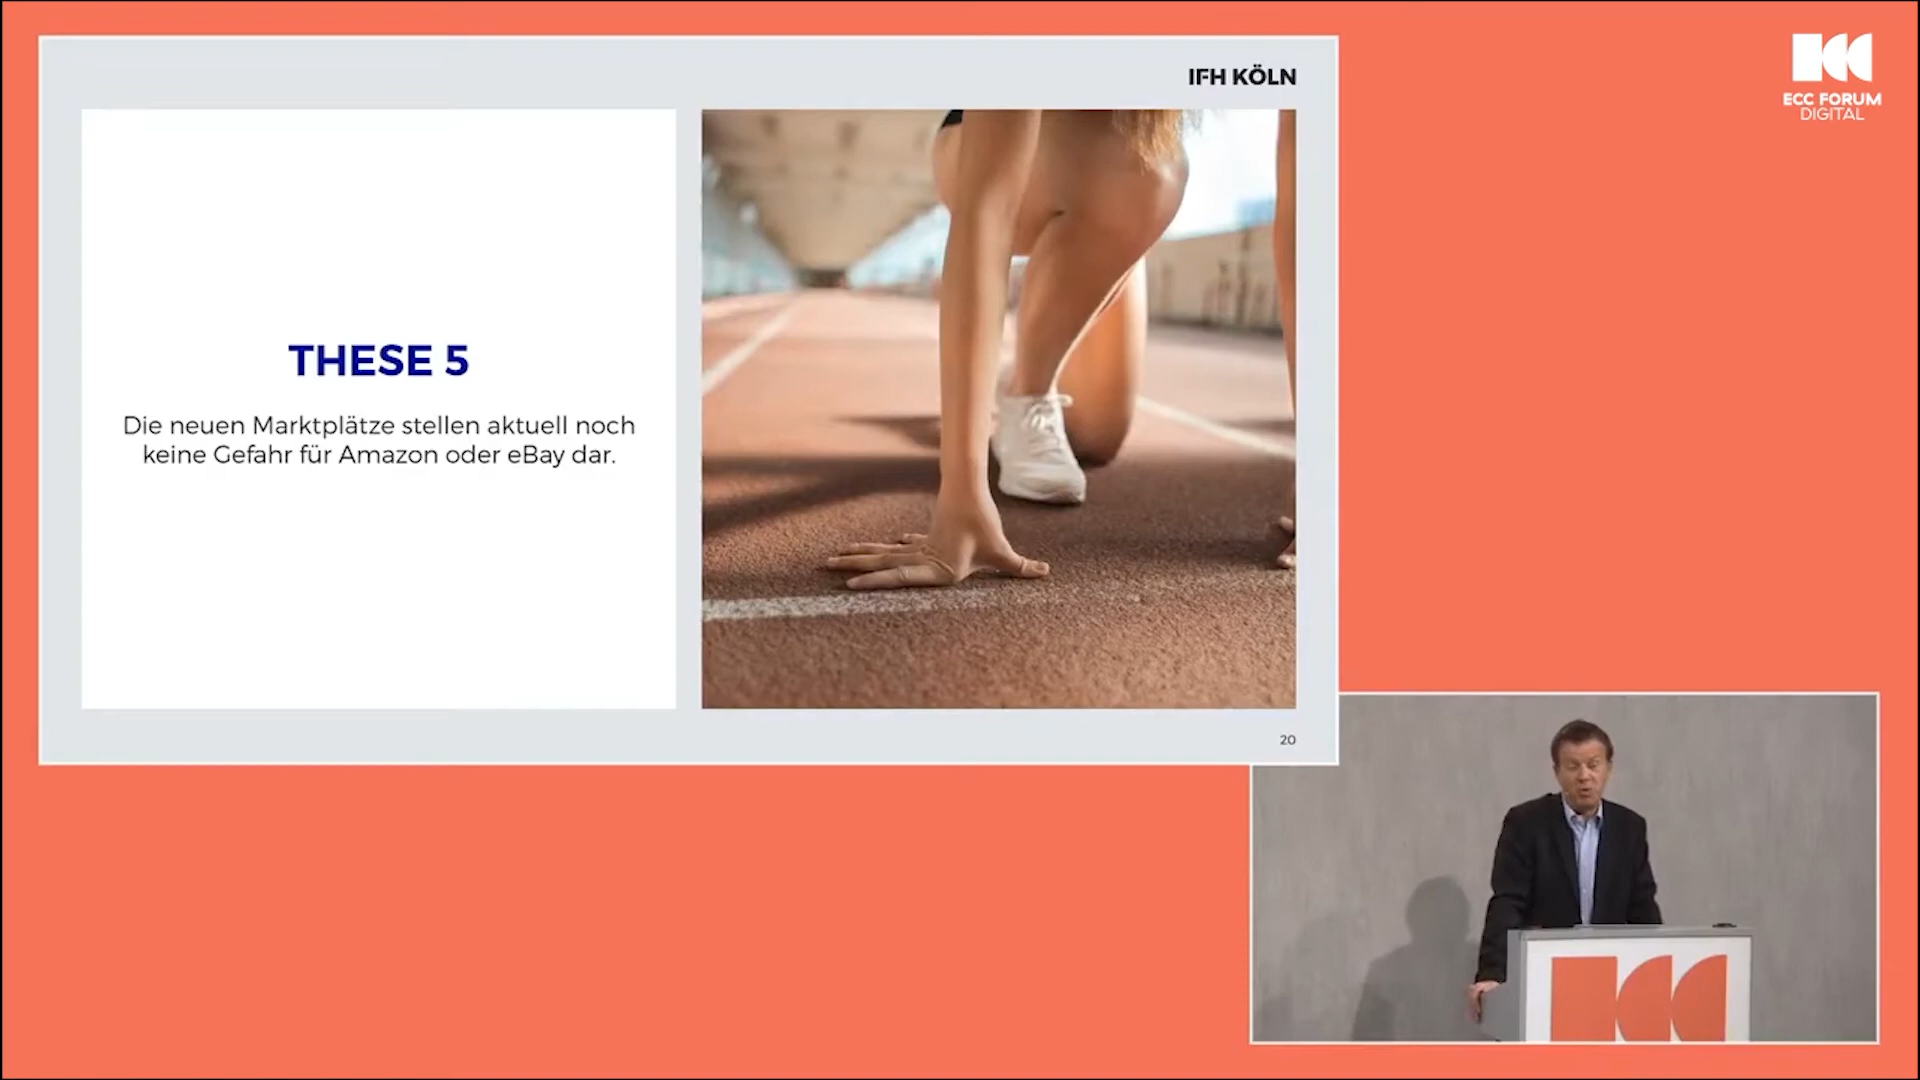 IFH KÖLN
THESE 5
Die neuen Marktplätze stellen aktuell noch
keine Gefahr für Amazon oder eBay dar.
20
ECC FORUM
DIGITAL